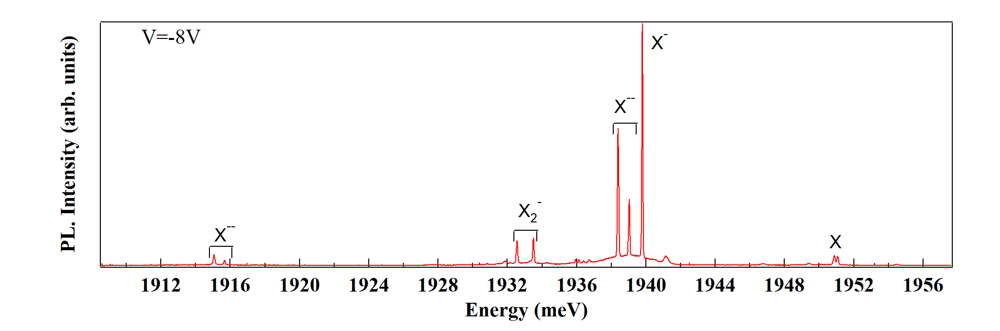 V=-8V
X-
X--
X2-
X--
X
PL. Intensity (arb. units)
1912 1916 1920 1924 1928 1932 1936 1940 1944 1948 1952 1956
Energy (meV)